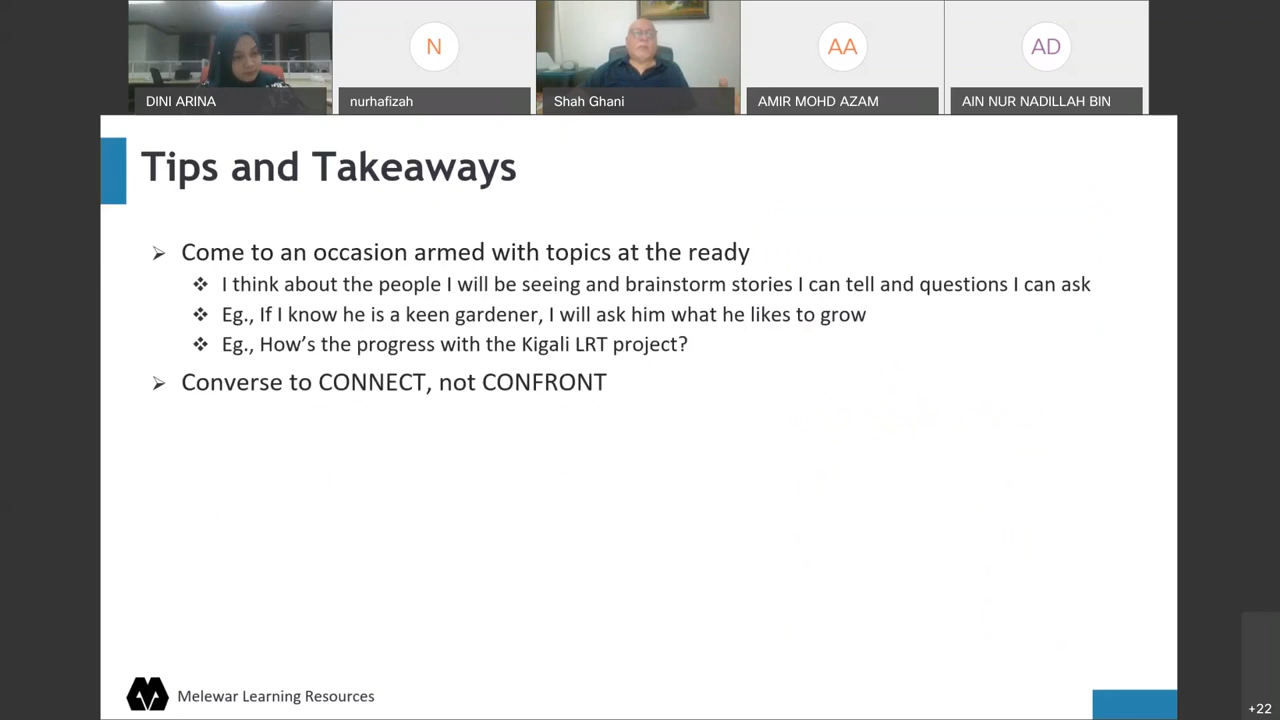 N
AA
AD
DINI ARINA
nurhafizah
Shah Ghani
AMIR MOHD AZAM
AIN NUR NADILLAH BIN
Tips and Takeaways
➢ Come to an occasion armed with topics at the ready
❖ I think about the people I will be seeing and brainstorm stories I can tell and questions I can ask
❖ Eg., If I know he is a keen gardener, I will ask him what he likes to grow
❖ Eg., How’s the progress with the Kigali LRT project?
➢ Converse to CONNECT, not CONFRONT
Melewar Learning Resources
+22